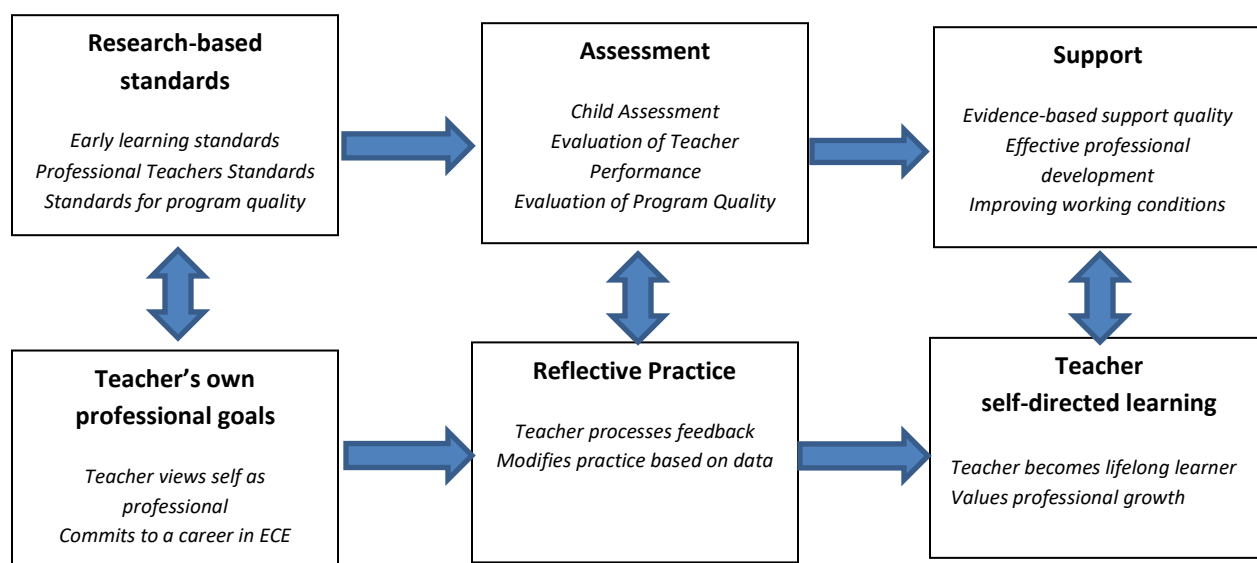 Research-based
standards
Early learning standards
Professional Teachers Standards
Standards for program quality
Assessment
Child Assessment
Evaluation of Teacher
Performance
Evaluation of Program Quality
Support
Evidence-based support quality
Effective professional
development
Improving working conditions
Teacher’s own
professional goals
Teacher views self as
professional
Commits to a career in ECE
Reflective Practice
Teacher processes feedback
Modifies practice based on data
Teacher
self-directed learning
Teacher becomes lifelong learner
Values professional growth